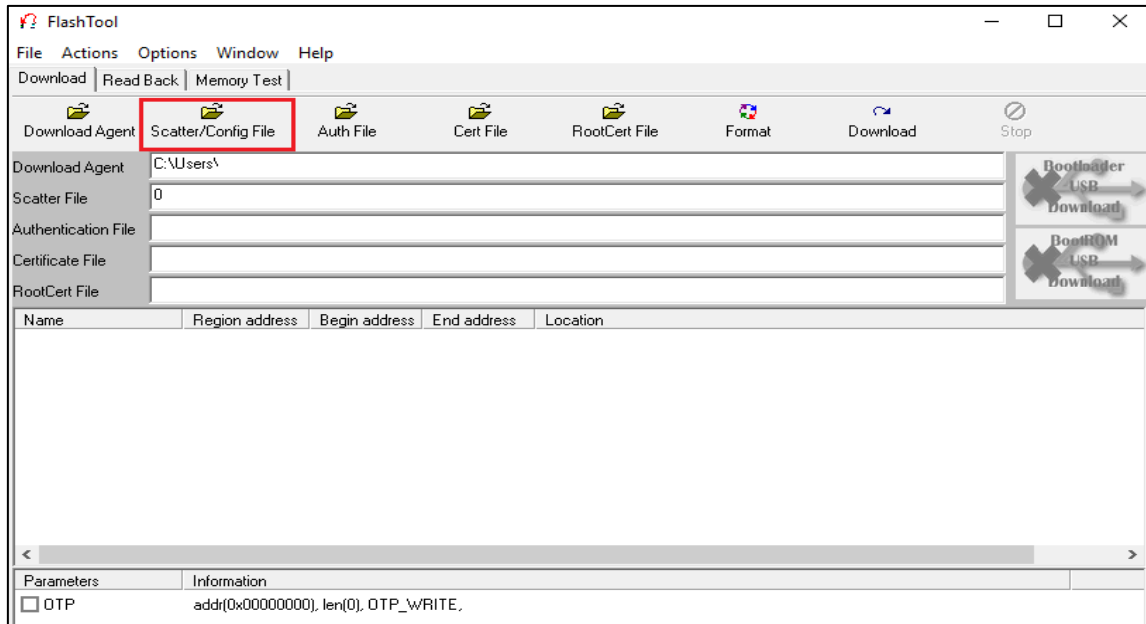 FlashTool
File Actions Options Window Help
Download Read Back Memory Test
Download Agent Scatter/Config File Auth File Cert File RootCert File Format Download Stop
Download Agent C:\Users\
Scatter File 0
Authentication File
Certificate File
RootCert File
Bootloader
USB
Download
BootROM
USB
Download
Name Region address Begin address End address Location
Parameters Information
OTP addr(0x00000000), len(0), OTP_WRITE,